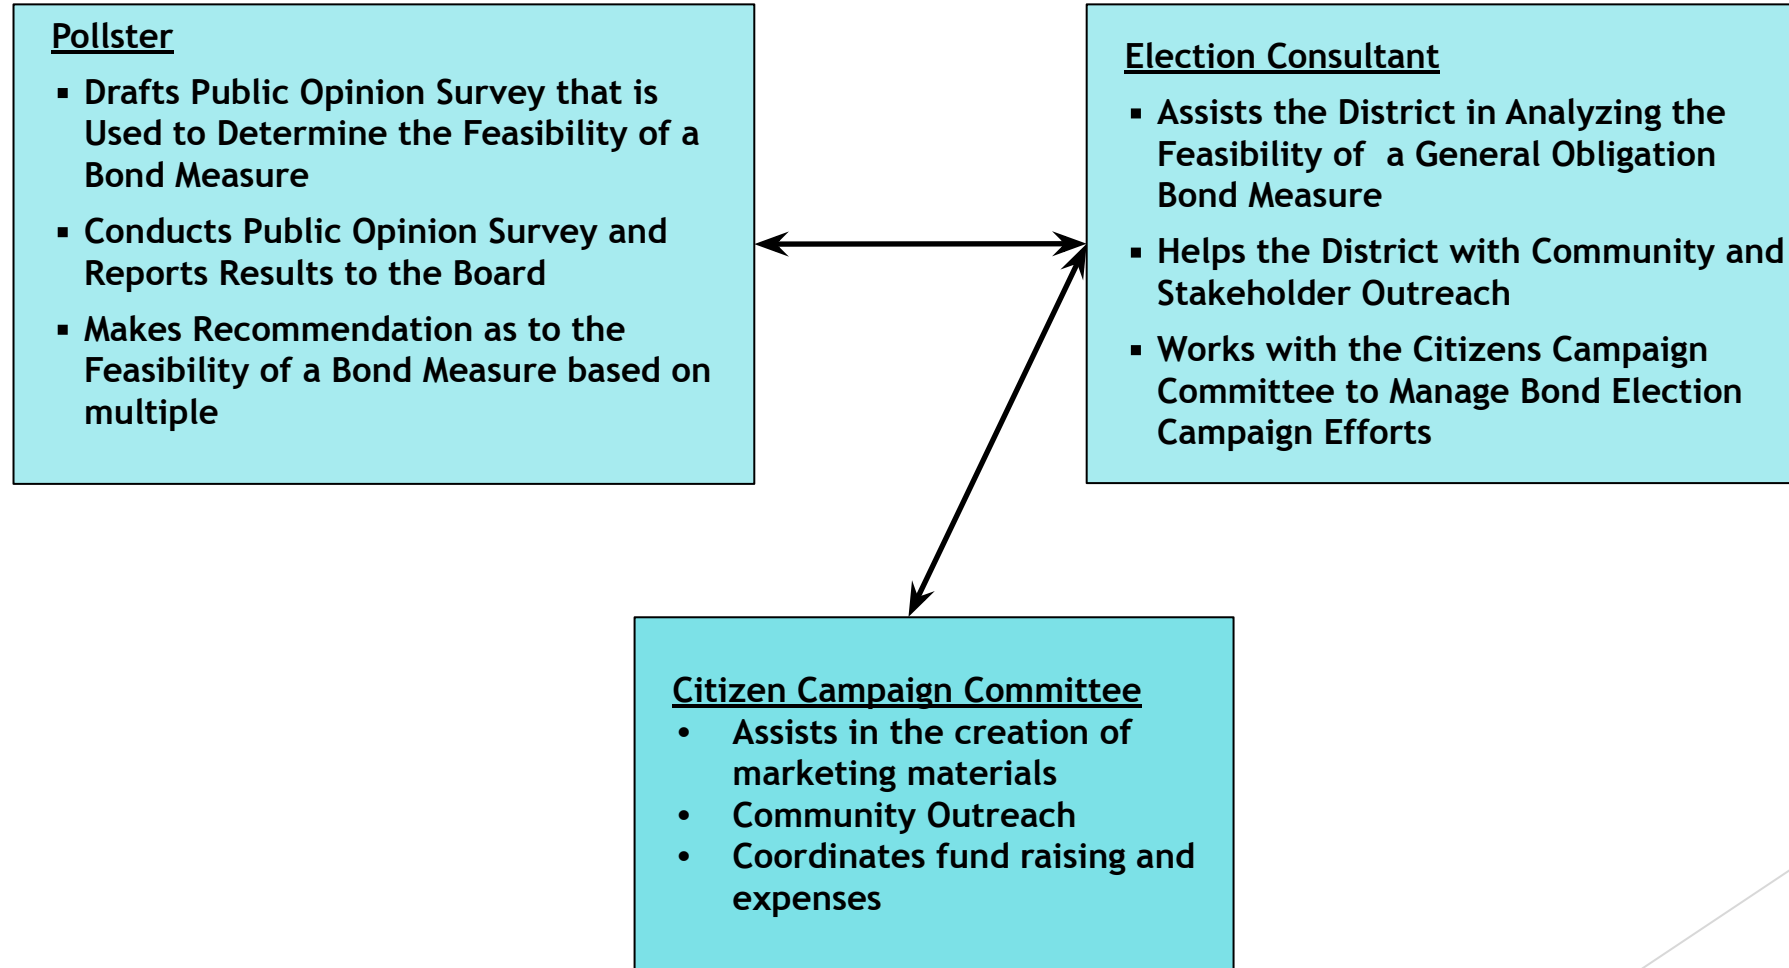 Pollster
▪ Drafts Public Opinion Survey that is
Used to Determine the Feasibility of a
Bond Measure
▪ Conducts Public Opinion Survey and
Reports Results to the Board
▪ Makes Recommendation as to the
Feasibility of a Bond Measure based on
multiple
Election Consultant
▪ Assists the District in Analyzing the
Feasibility of a General Obligation
Bond Measure
▪ Helps the District with Community and
Stakeholder Outreach
▪ Works with the Citizens Campaign
Committee to Manage Bond Election
Campaign Efforts
Citizen Campaign Committee
• Assists in the creation of
marketing materials
• Community Outreach
• Coordinates fund raising and
expenses